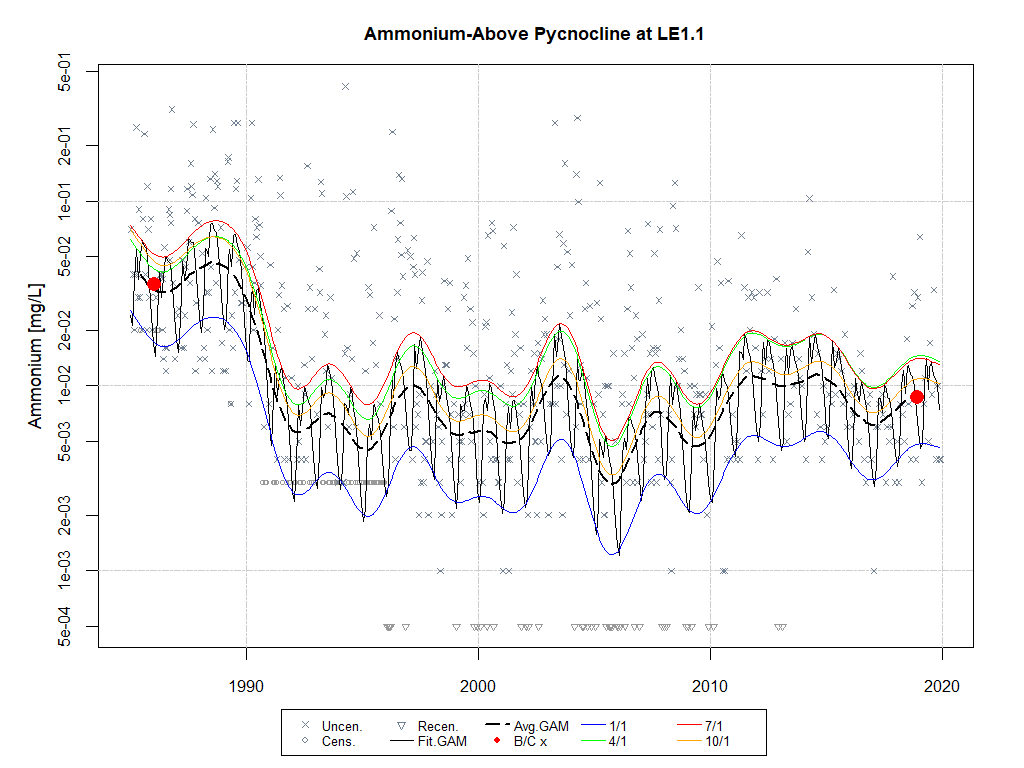 Ammonium-Above Pycnocline at LE1.1
Ammonium [mg/L]
5e-01
2e-01
1e-01
5e-02
2e-02
1e-02
5e-03
2e-03
1e-03
5e-04
1990 2000 2010 2020
Uncen. Recen. Avg.GAM 1/1 7/1
Cens. Fit.GAM B/C x 4/1 10/1